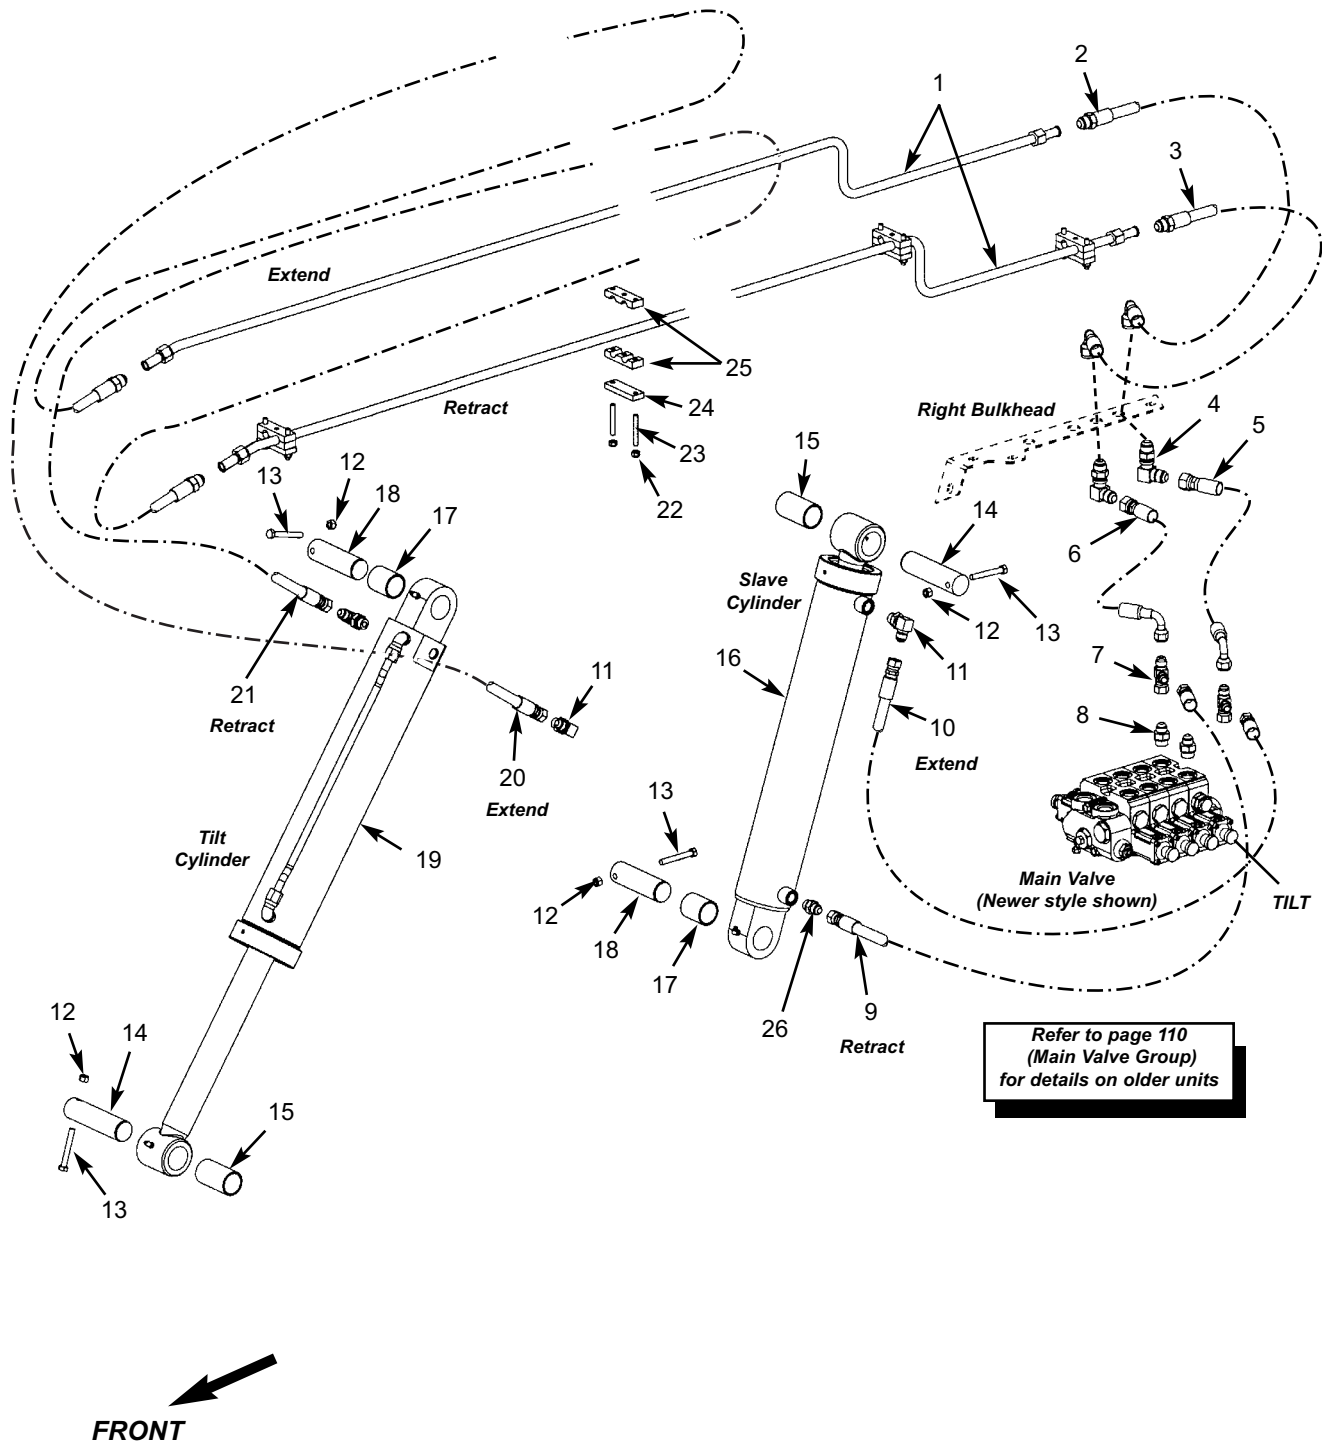 2
1
3
Extend
25
Retract
24
Right Bulkhead
4
5
23
15
12
13
18
22
17
14
6
Slave
Cylinder
12
13
11
16
7
21
11
Retract
10
8
20
Extend
Extend
13
Tilt
Cylinder
19
Main Valve
(Newer style shown)
TILT
12
18
17
26
9
12
14
Refer to page 110
(Main Valve Group)
for details on older units
Retract
15
13
FRONT